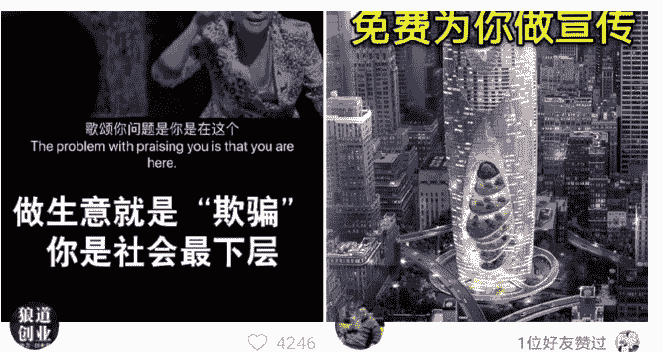 歌颂你问题是你是在这个
The problem with praising you is that you are
here.
做生意就是“欺骗”
你是社会最下层
狼道
创业
4246
免费为你做宣传
1位好友赞过